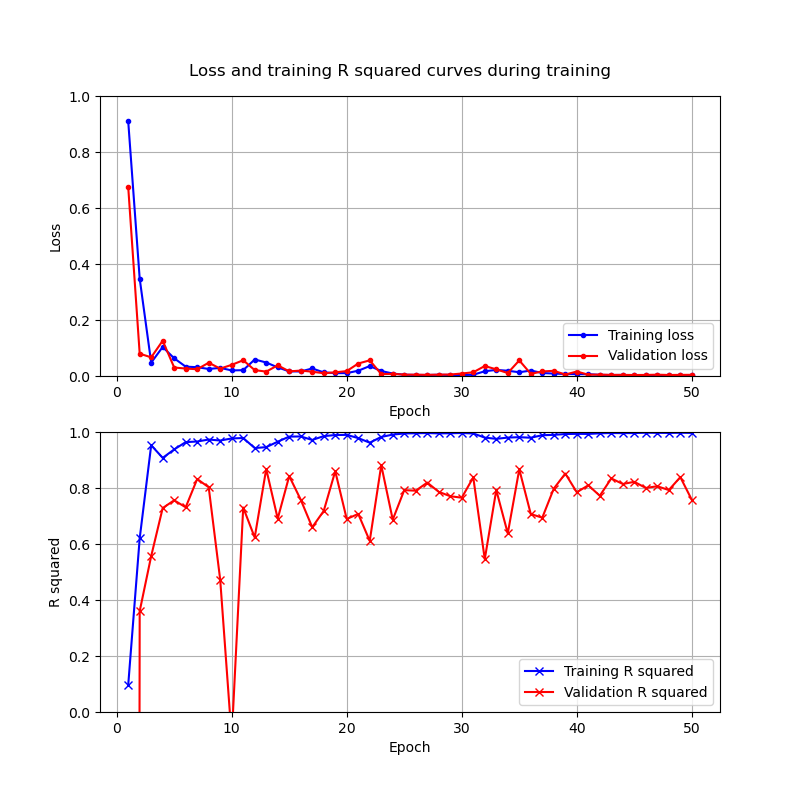 Loss and training R squared curves during training
1.0
0.8
0.6
0.4
0.2
0.0
Loss
Training loss
Validation loss
0 10 20 30 40 50
Epoch
1.0
0.8
0.6
0.4
0.2
0.0
R squared
Training R squared
Validation R squared
0 10 20 30 40 50
Epoch